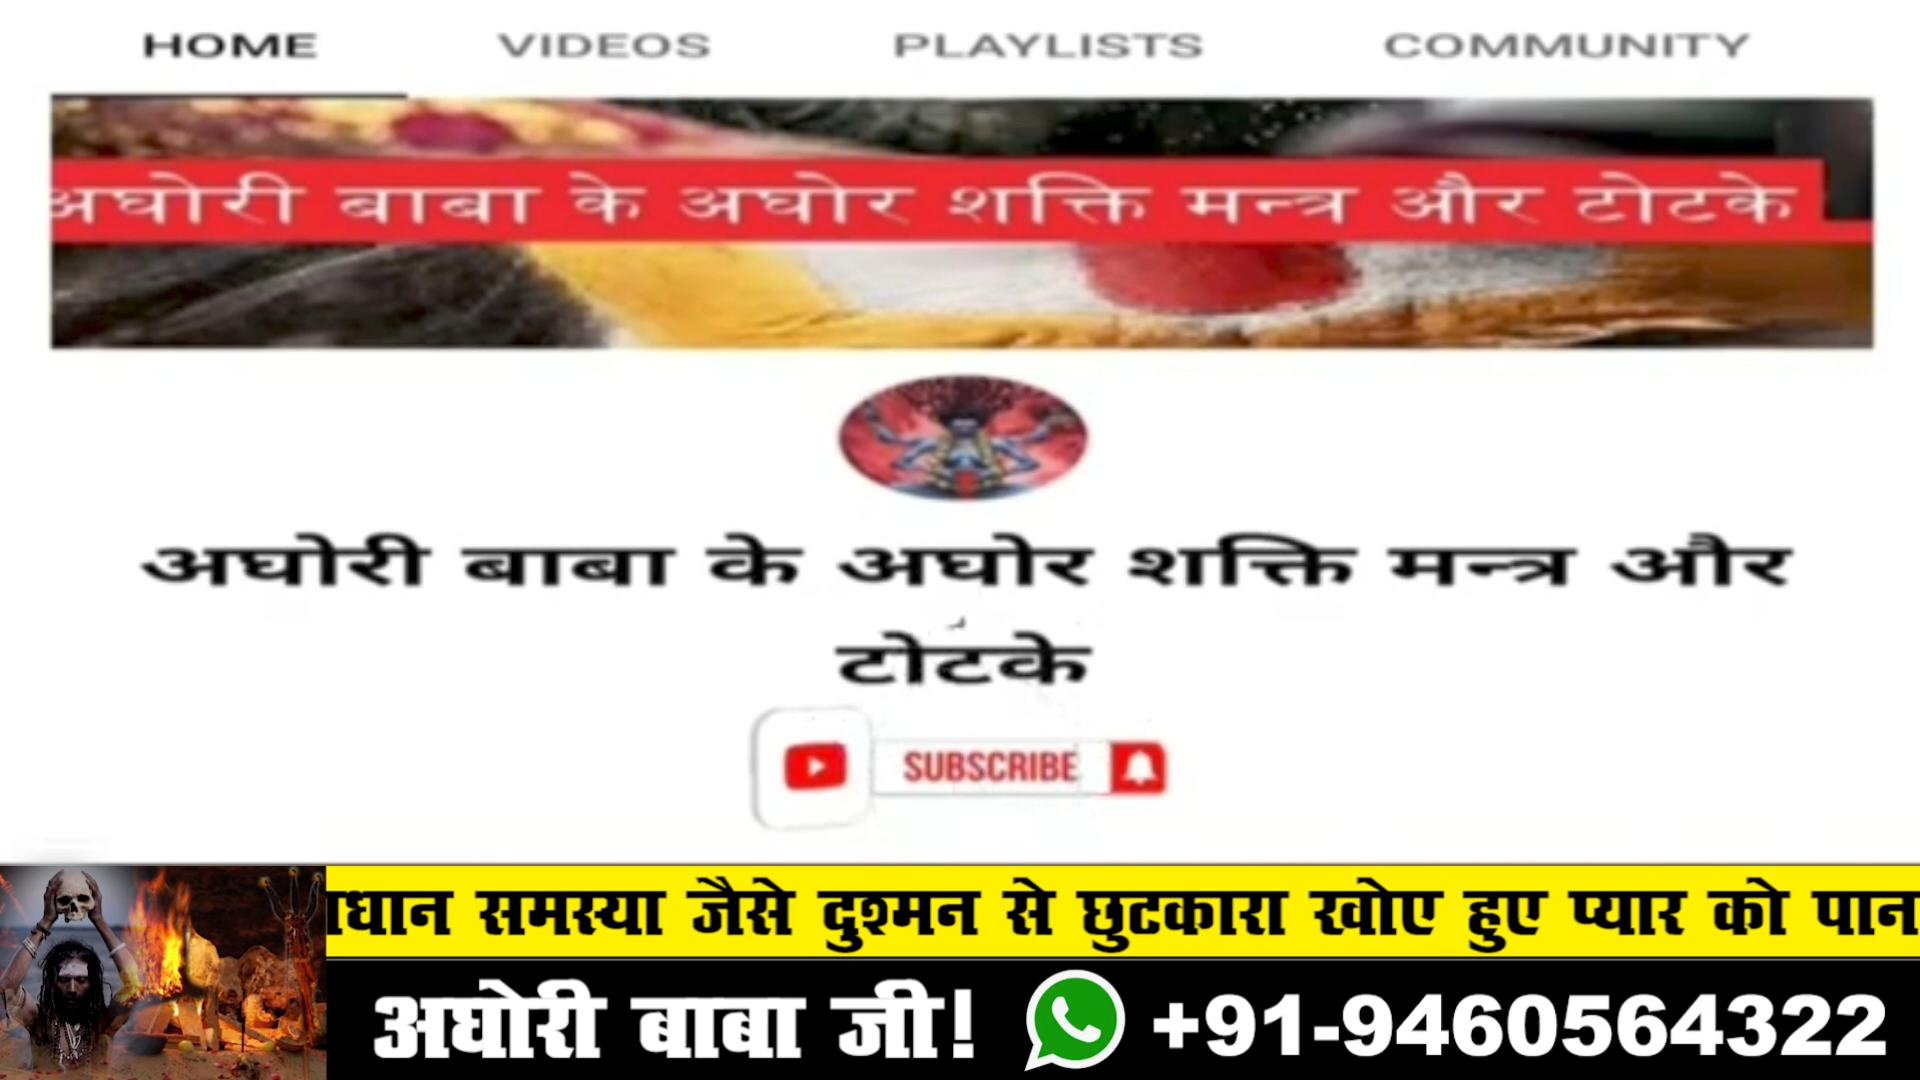 HOME VIDEOS PLAYLISTS COMMUNITY
अघोरी बाबा के अघोर शक्ति मन्त्र और टोटके
अघोरी बाबा के अघोर शक्ति मन्त्र और
टोटके
SUBSCRIBE
समस्या जैसे दुश्मन से छुटकारा खोए हुए प्यार को
अघोरी बाबा जी! +91-9460564322